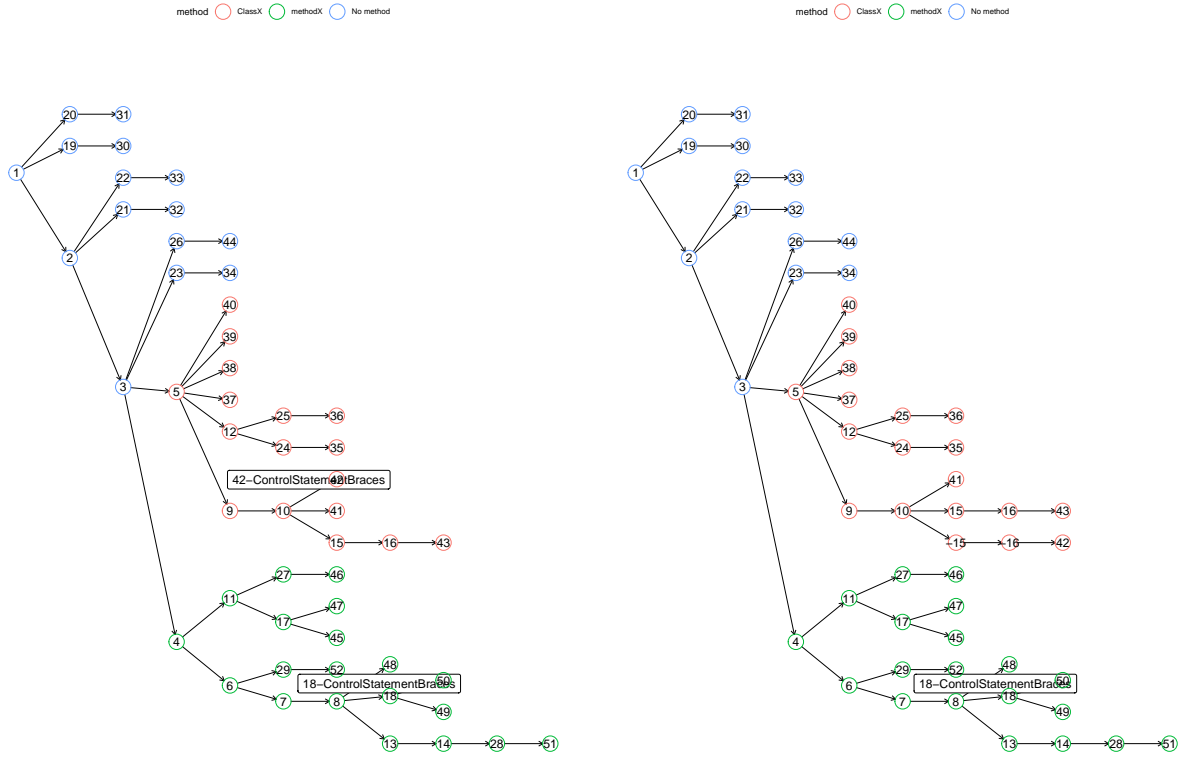 method ClassX methodX No method method ClassX methodX No method
20 31 20 31
19 30 19 30
1 1
22 33 22 33
21 32 21 32
26 44 26 44
2 2
23 34 23 34
40 40
39 39
38 38
3 5 3 5
37 37
25 36 25 36
12 12
24 35 24 35
42−ControlStatementBraces 42 41
9 10 41 9 10 15 16 43
15 16 43 −15 −16 42
27 46 27 46
11 11
47 47
17 17
4 45 4 45
48 48
29 52 29 52
50 50
6 18−ControlStatementBraces 6 18−ControlStatementBraces
18 18
7 8 7 8
49 49
13 14 28 51 13 14 28 51